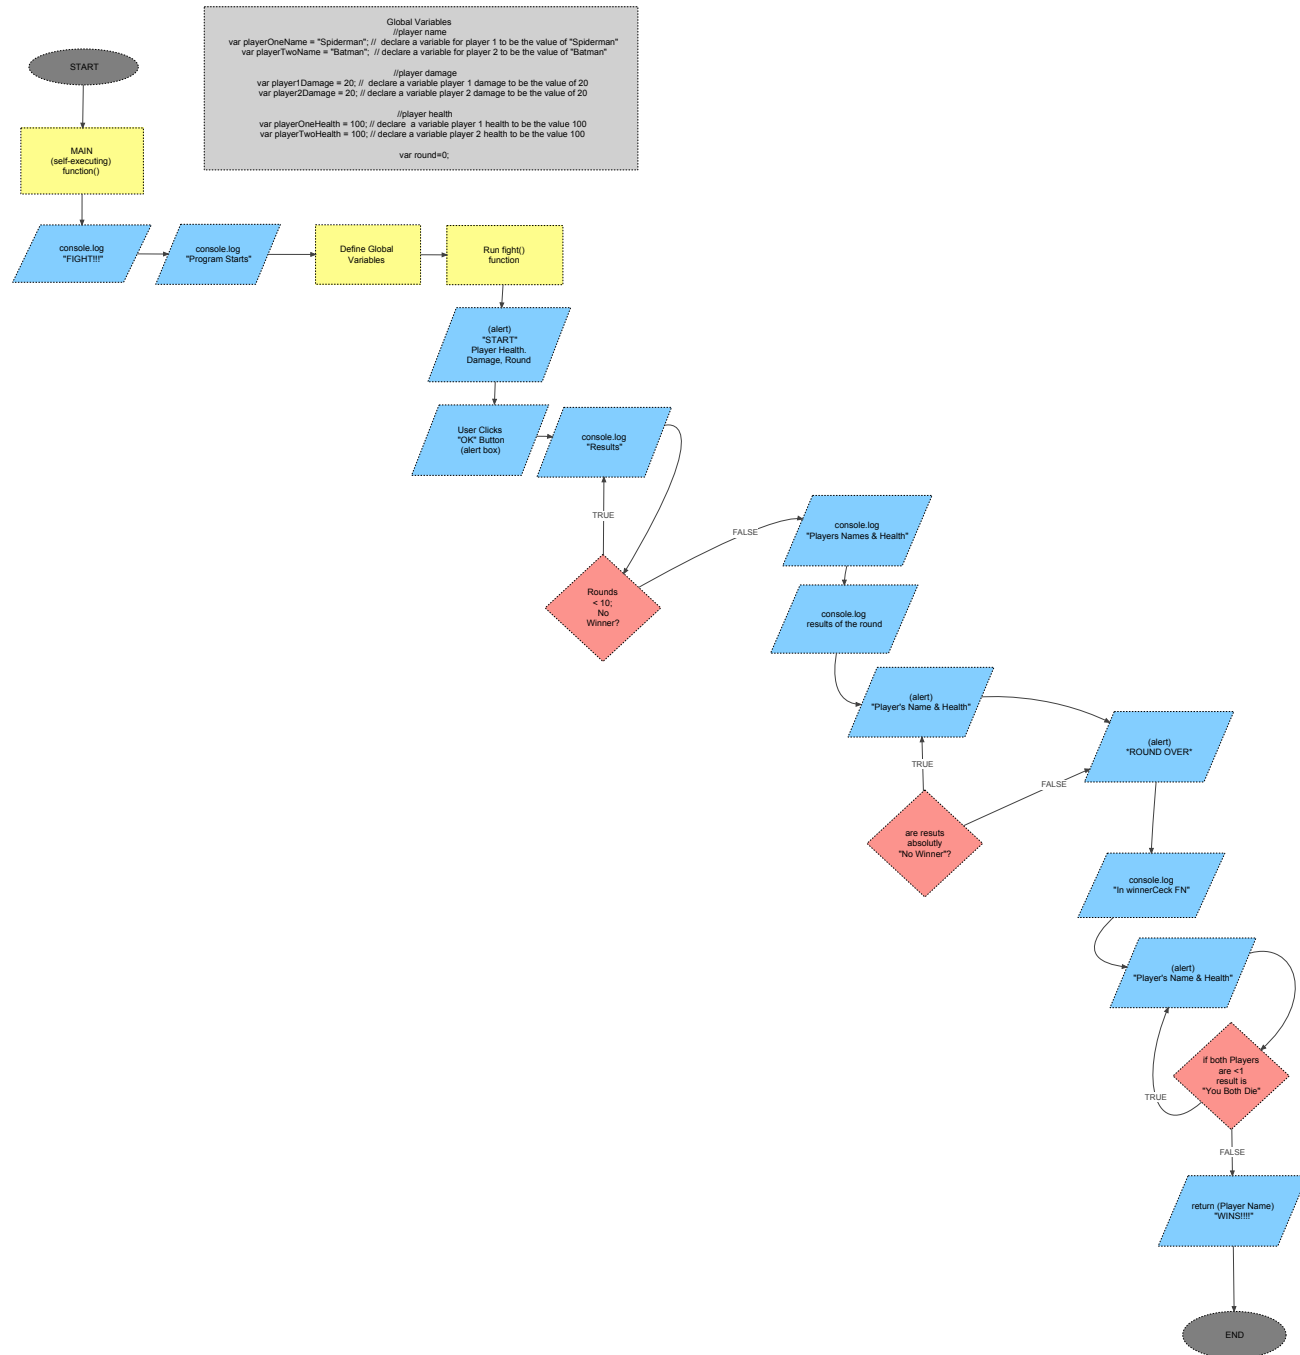 Global Variables
//player name
var playerOneName = "Spiderman"; //  declare a variable for player 1 to be the value of "Spiderman"
var playerTwoName = "Batman";  // declare a variable for player 2 to be the value of "Batman"
//player damage
var player1Damage = 20; //  declare a variable player 1 damage to be the value of 20
var player2Damage = 20; // declare a variable player 2 damage to be the value of 20
//player health
var playerOneHealth = 100; // declare  a variable player 1 health to be the value 100
var playerTwoHealth = 100; // declare a variable player 2 health to be the value 100
var round=0;
START
MAIN
(self-executing)
function()
console.log
"FIGHT!!!"
console.log
"Program Starts"
Define Global
Variables
Run fight()
function
(alert)
"START"
Player Health.
Damage, Round
User Clicks
"OK" Button
(alert box)
console.log
"Results"
TRUE
Rounds
< 10;
No
Winner?
FALSE
console.log
"Players Names & Health"
console.log
results of the round
(alert)
"Player's Name & Health"
(alert)
"ROUND OVER"
TRUE
FALSE
are resuts
absolutly
"No Winner"?
console.log
"In winnerCeck FN"
(alert)
"Player's Name & Health"
if both Players
are <1
result is
"You Both Die"
TRUE
FALSE
return (Player Name)
"WINS!!!!"
END